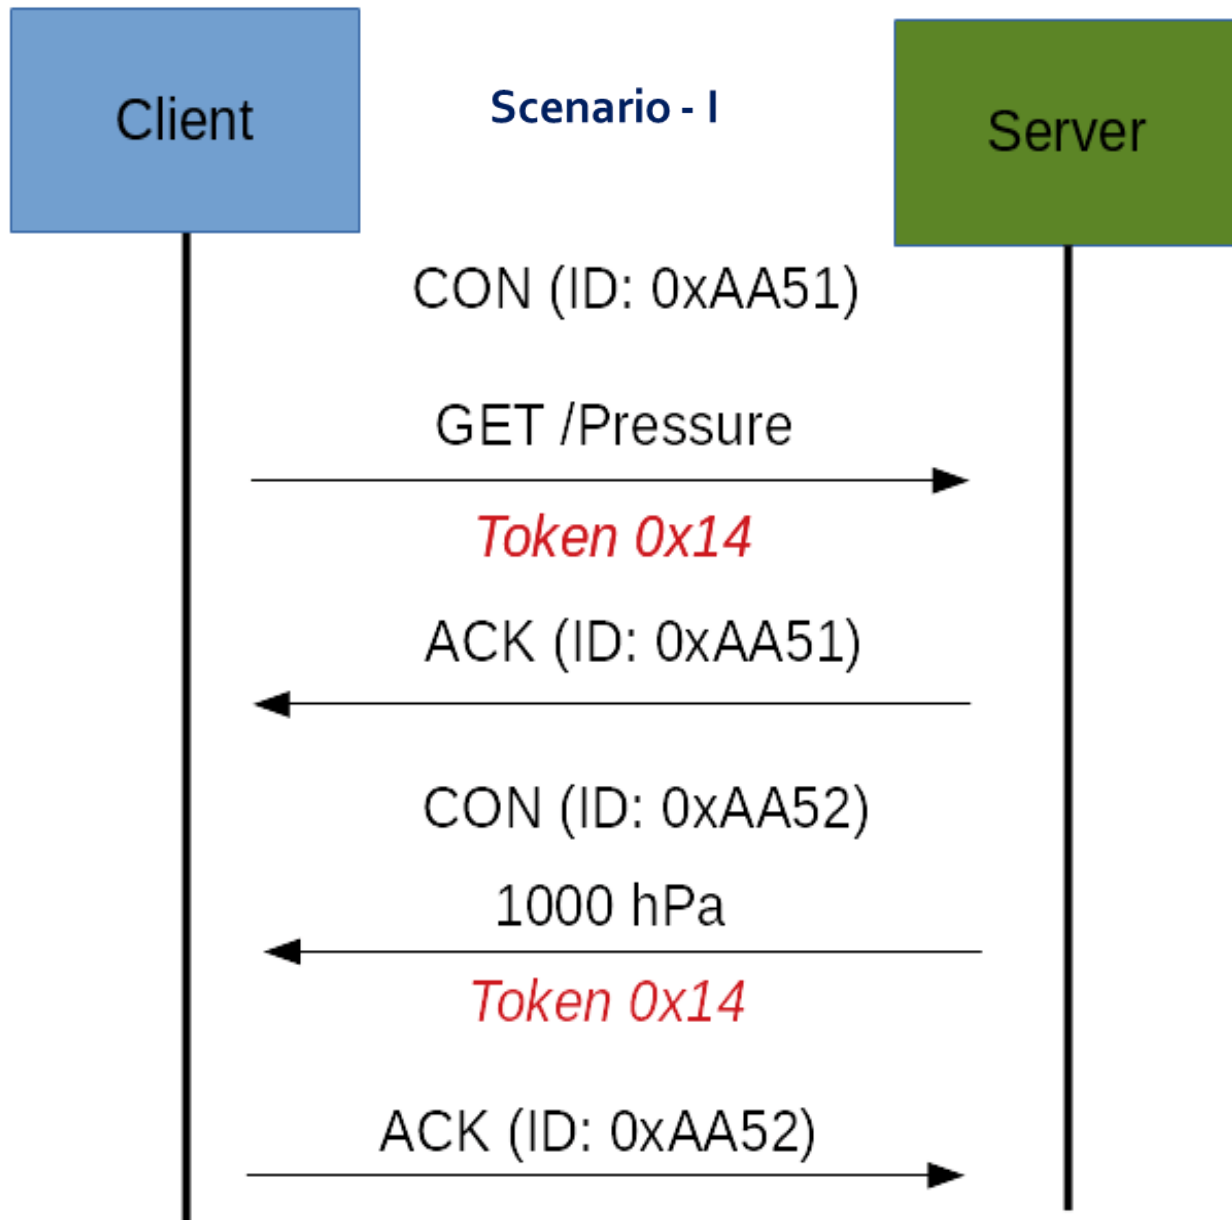 Client
Scenario - I
Server
CON (ID: 0xAA51)
GET /Pressure
Token 0x14
ACK (ID: 0xAA51)
CON (ID: 0xAA52)
1000 hPa
Token 0x14
ACK (ID: 0xAA52)